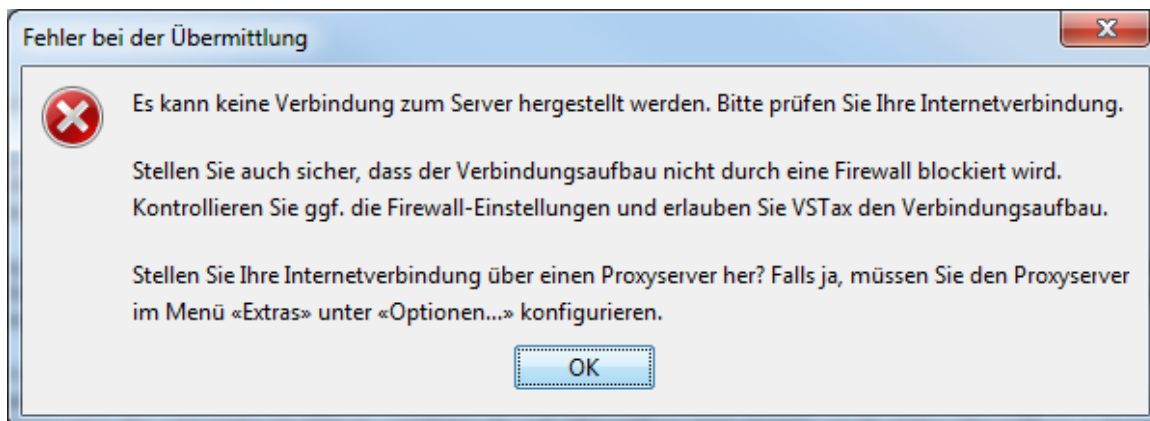 Fehler bei der Übermittlung
Es kann keine Verbindung zum Server hergestellt werden. Bitte prüfen Sie Ihre Internetverbindung.
Stellen Sie auch sicher, dass der Verbindungsaufbau nicht durch eine Firewall blockiert wird.
Kontrollieren Sie ggf. die Firewall-Einstellungen und erlauben Sie VSTax den Verbindungsaufbau.
Stellen Sie Ihre Internetverbindung über einen Proxyserver her? Falls ja, müssen Sie den Proxyserver
im Menü «Extras» unter «Optionen...» konfigurieren.
OK